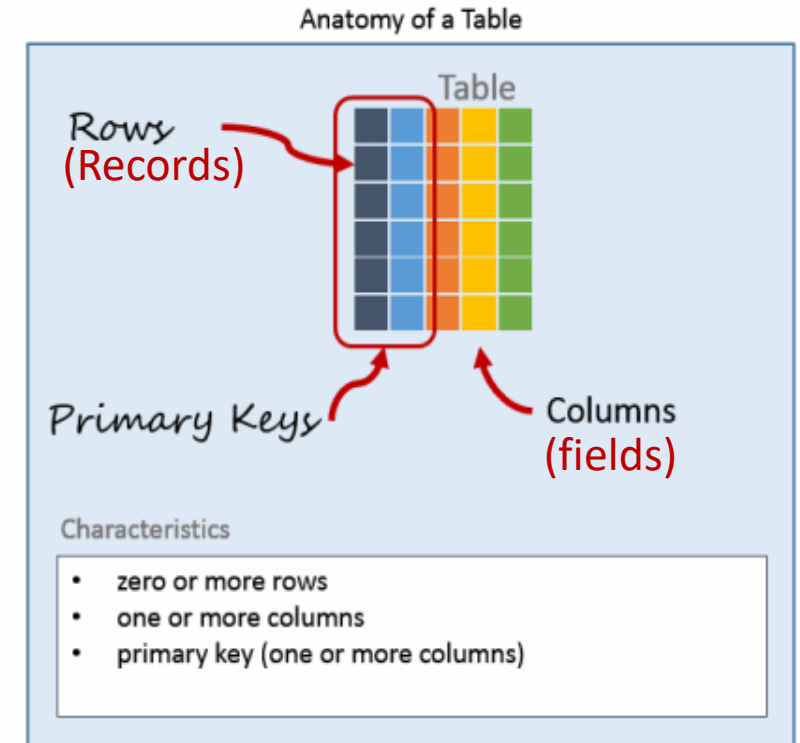 Anatomy of a Table
Table
Rows
(Records)
Primary Keys
Columns
(fields)
Characteristics
• zero or more rows
• one or more columns
• primary key (one or more columns)